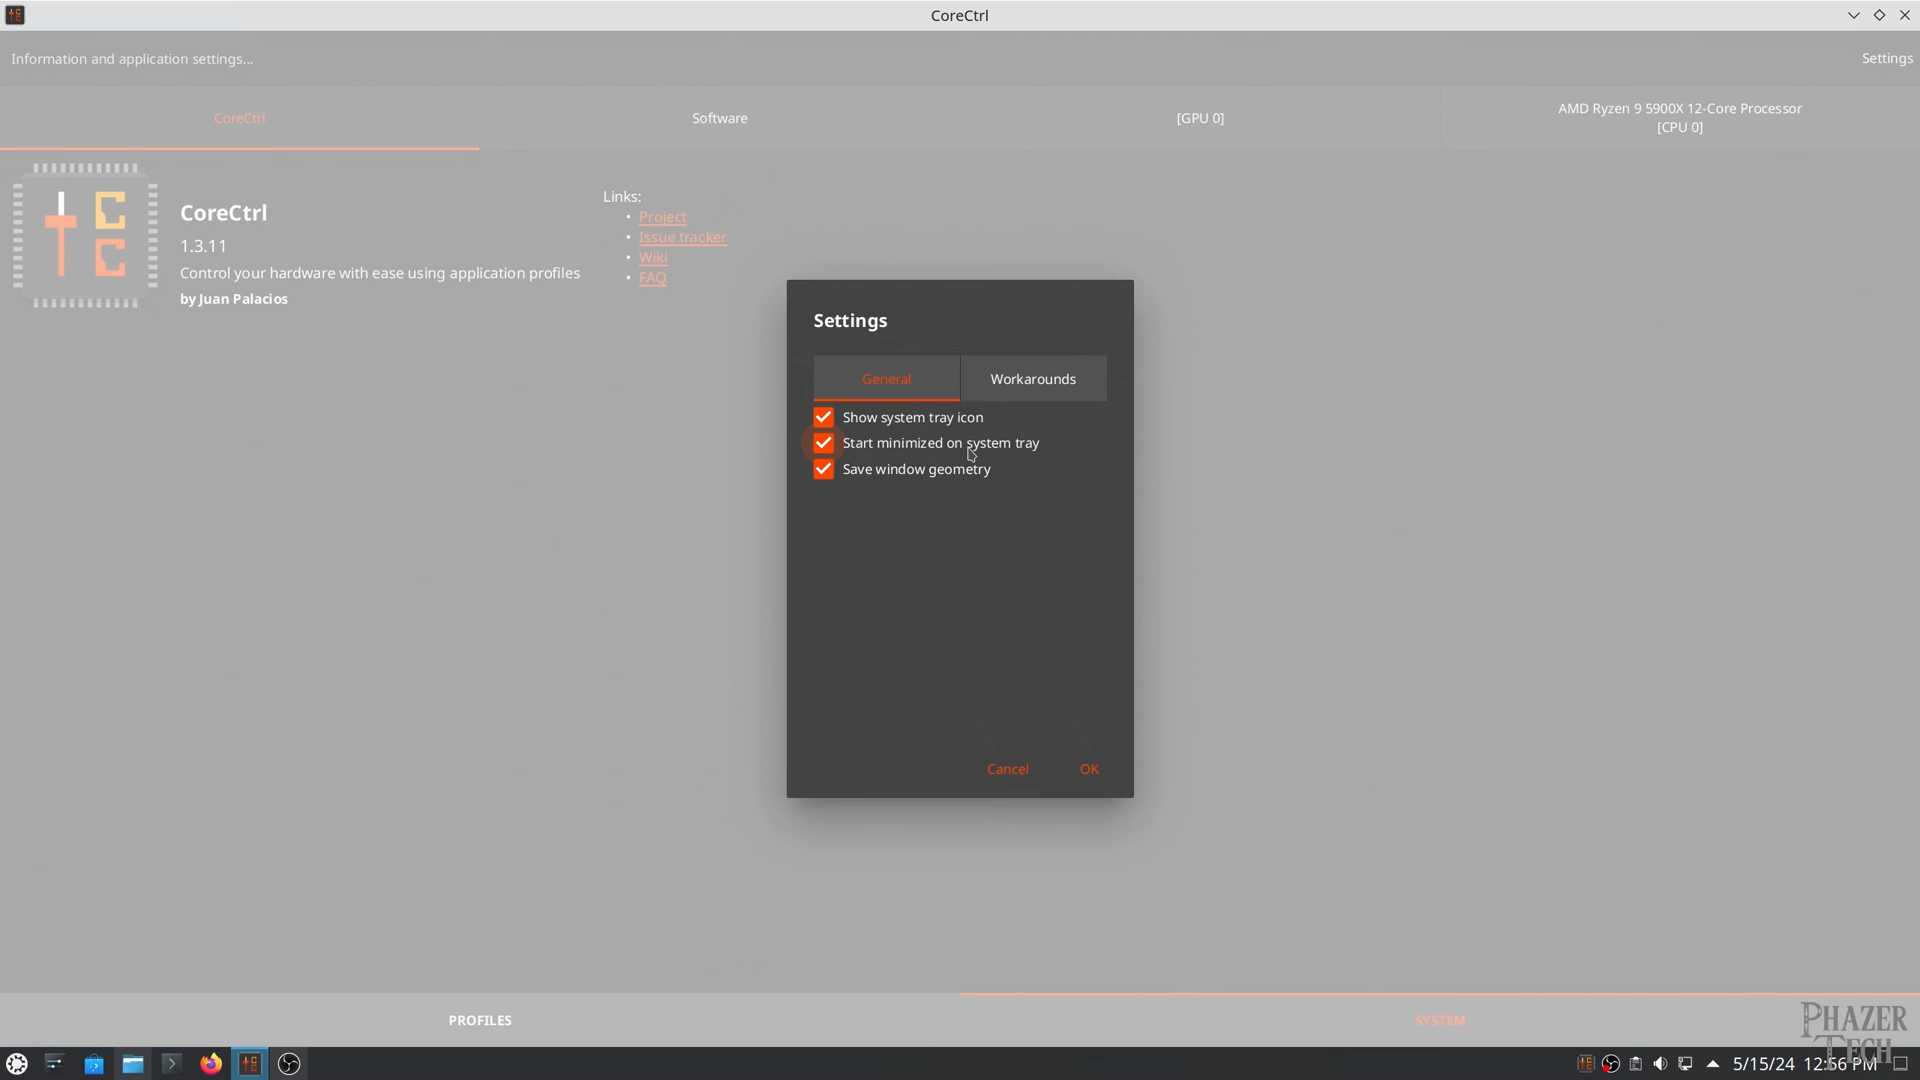 CoreCtrl
Information and application settings...
Settings
CoreCtrl
Software
[GPU 0]
AMD Ryzen 9 5900X 12-Core Processor
[CPU 0]
CoreCtrl
1.3.11
Control your hardware with ease using application profiles
by Juan Palacios
Links:
• Project
• Issue tracker
• Wiki
• FAQ
Settings
General
Workarounds
Show system tray icon
Start minimized on system tray
Save window geometry
Cancel
OK
PROFILES
SYSTEM
PHAZER
TECH
5/15/24 12:56 PM